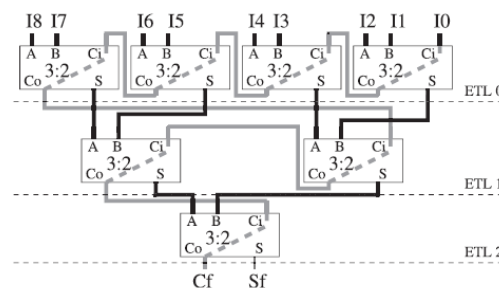 I8 I7 I6 I5 I4 I3 I2 I1 I0
A B Ci A B Ci A B Ci A B Ci
3:2 3:2 3:2 3:2
Co S Co S Co S Co S
ETL 0
A B Ci A B Ci
3:2 3:2
Co S Co S
ETL 1
A B Ci
3:2
Co S
ETL 2
Cf Sf